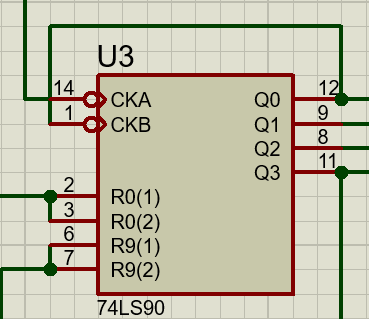 U3
14 CKA Q0 12
1 CKB Q1 9
Q2 8
Q3 11
2 R0(1)
3 R0(2)
6 R9(1)
7 R9(2)
74LS90